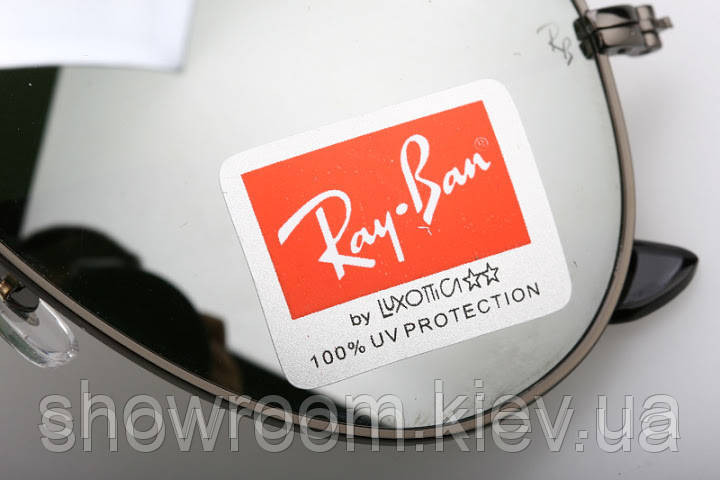 RB
Ray-Ban®
by LUXOTTICA
100% UV PROTECTION
showroom.kiev.ua